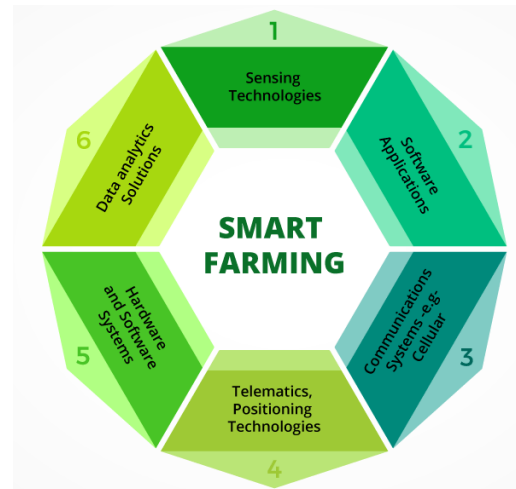 1
Sensing
Technologies
2
Software
Applications
3
Communications
Systems -e.g-
Cellular
4
Telematics,
Positioning
Technologies
5
Hardware
and Software
Systems
6
Data analytics
Solutions
SMART
FARMING